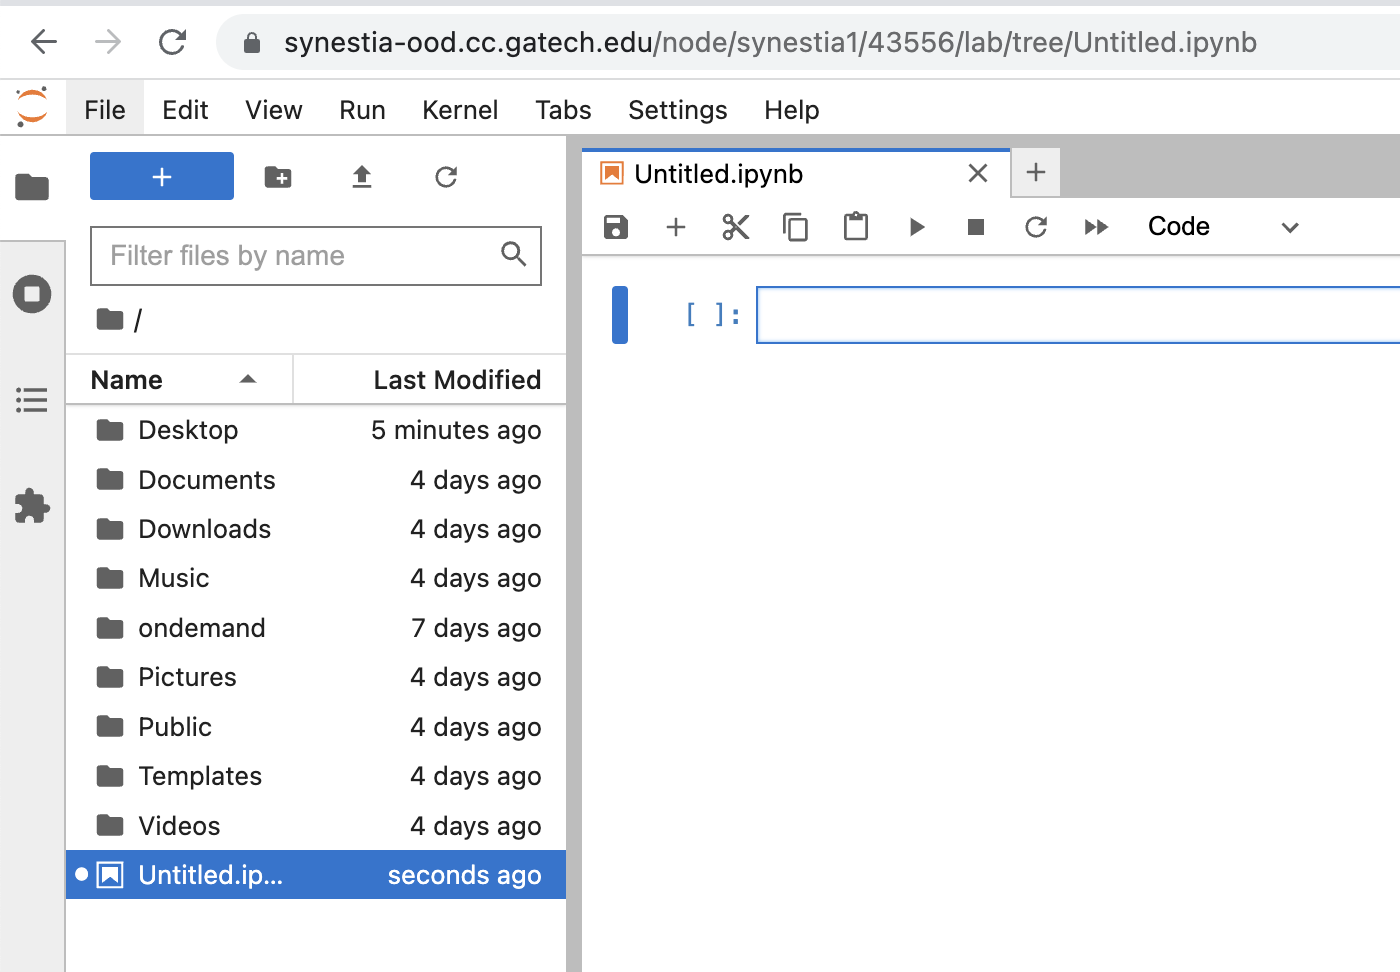 synestia-ood.cc.gatech.edu/node/synestia1/43556/lab/tree/Untitled.ipynb
File Edit View Run Kernel Tabs Settings Help
Untitled.ipynb
Code
Filter files by name
/
[ ]:
Name Last Modified
Desktop 5 minutes ago
Documents 4 days ago
Downloads 4 days ago
Music 4 days ago
ondemand 7 days ago
Pictures 4 days ago
Public 4 days ago
Templates 4 days ago
Videos 4 days ago
Untitled.ip... seconds ago